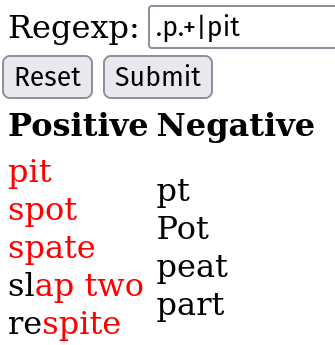 Regexp: .p.+|pit
Reset Submit
Positive Negative
pit
spot
spate
slap two
respite
pt
Pot
peat
part